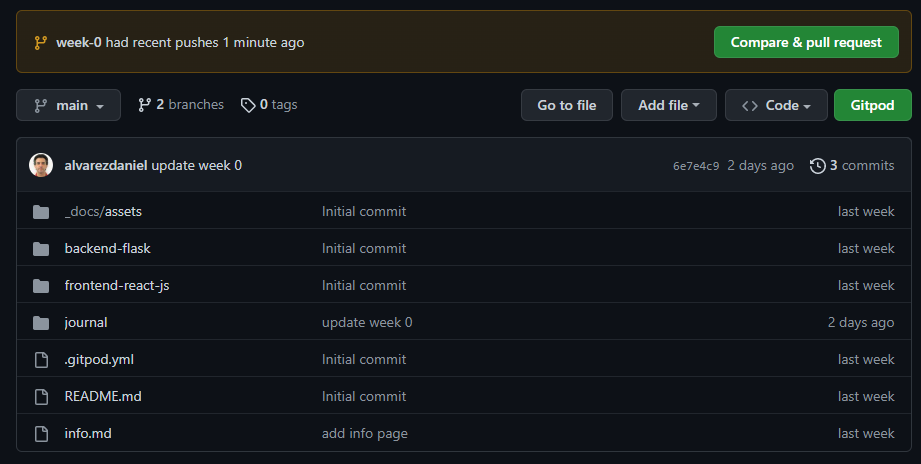 week-0 had recent pushes 1 minute ago Compare & pull request
main 2 branches 0 tags Go to file Add file Code Gitpod
alvarezdaniel update week 0 6e7e4c9 2 days ago 3 commits
_docs/assets Initial commit last week
backend-flask Initial commit last week
frontend-react-js Initial commit last week
journal update week 0 2 days ago
.gitpod.yml Initial commit last week
README.md Initial commit last week
info.md add info page last week